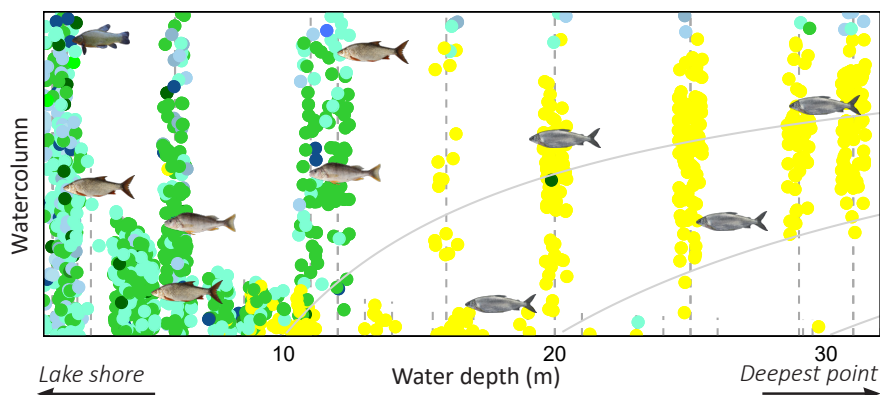 Watercolumn
10
20
30
Lake shore
Water depth (m)
Deepest point